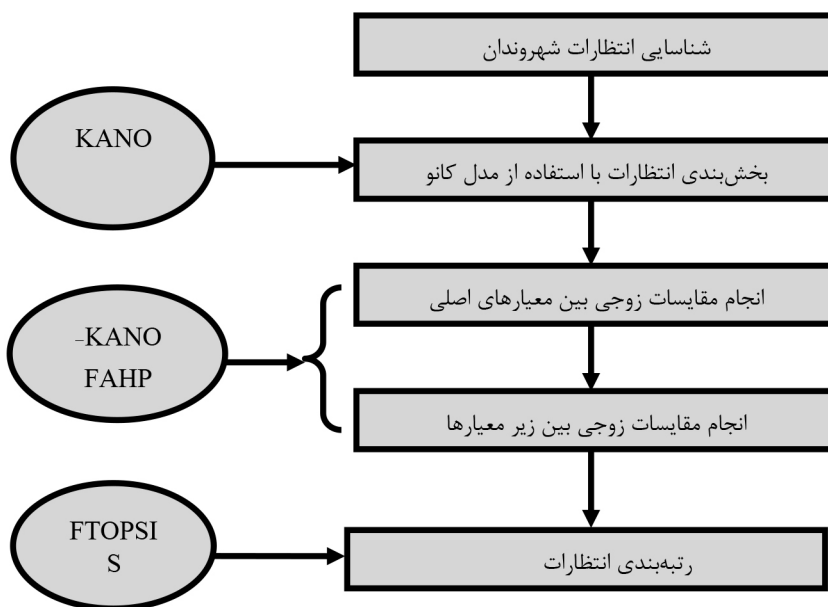 شناسایی انتظارات شهروندان
KANO
بخش‌بندی انتظارات با استفاده از مدل کانو
انجام مقایسات زوجی بین معیارهای اصلی
–KANO
FAHP
انجام مقایسات زوجی بین زیر معیارها
FTOPSI
S
رتبه‌بندی انتظارات